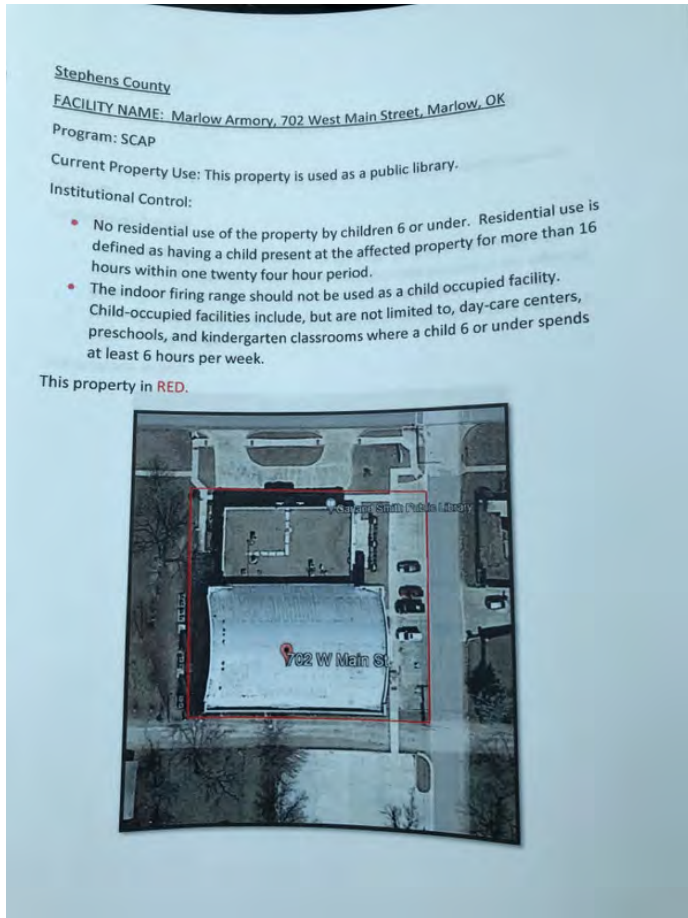 Stephens County
FACILITY NAME: Marlow Armory, 702 West Main Street, Marlow, OK
Program: SCAP
Current Property Use: This property is used as a public library.
Institutional Control:
• No residential use of the property by children 6 or under. Residential use is
defined as having a child present at the affected property for more than 16
hours within one twenty four hour period.
• The indoor firing range should not be used as a child occupied facility.
Child-occupied facilities include, but are not limited to, day-care centers,
preschools, and kindergarten classrooms where a child 6 or under spends
at least 6 hours per week.
This property in RED.
Smith Public Library
702 W Main St